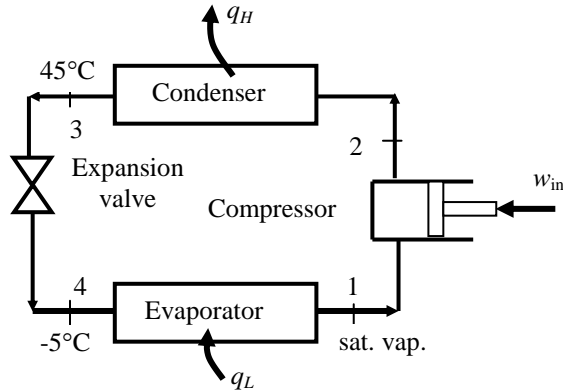 q_H
45°C
Condenser
3
2
Expansion
valve
Compressor
w_in
4
Evaporator
1
-5°C
sat. vap.
q_L